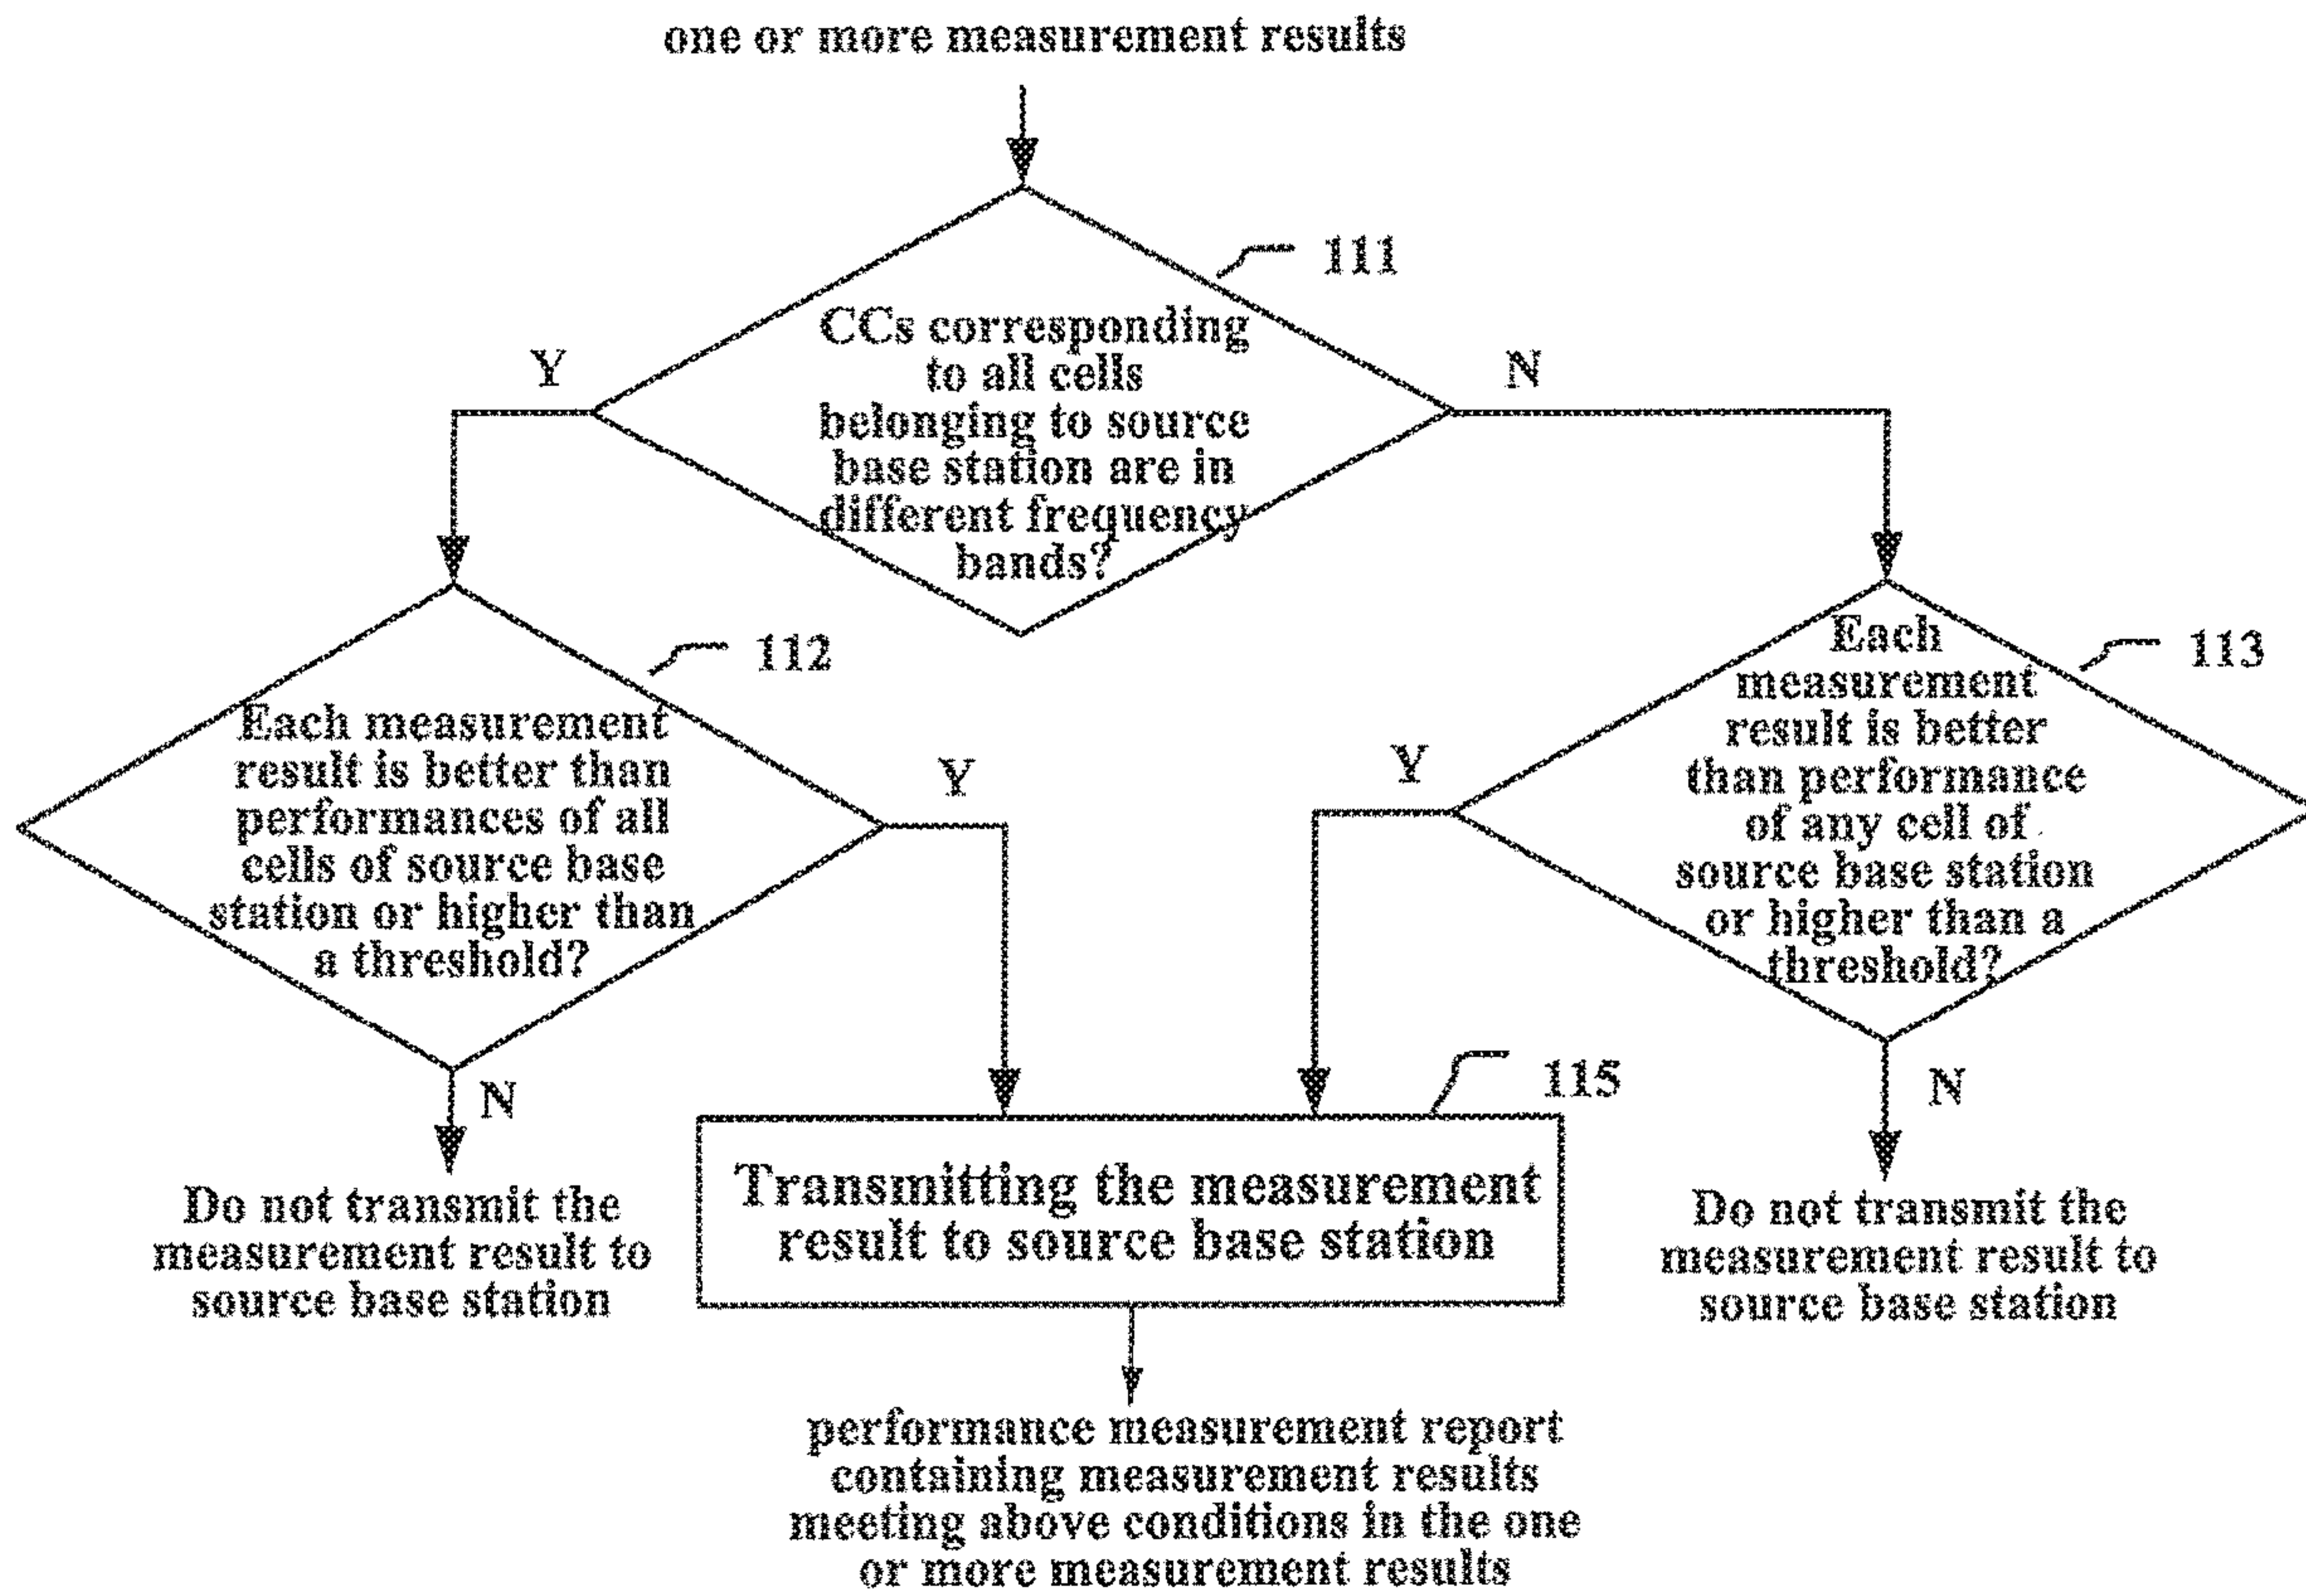 one or more measurement results
111
CCs corresponding
to all cells
belonging to source
base station are in
different frequency
bands?
Y
N
112
Each measurement
result is better than
performances of all
cells of source base
station or higher than
a threshold?
Y
N
113
Each
measurement
result is better
than performance
of any cell of
source base station
or higher than a
threshold?
Y
N
Do not transmit the
measurement result to
source base station
115
Transmitting the measurement
result to source base station
Do not transmit the
measurement result to
source base station
performance measurement report
containing measurement results
meeting above conditions in the one
or more measurement results